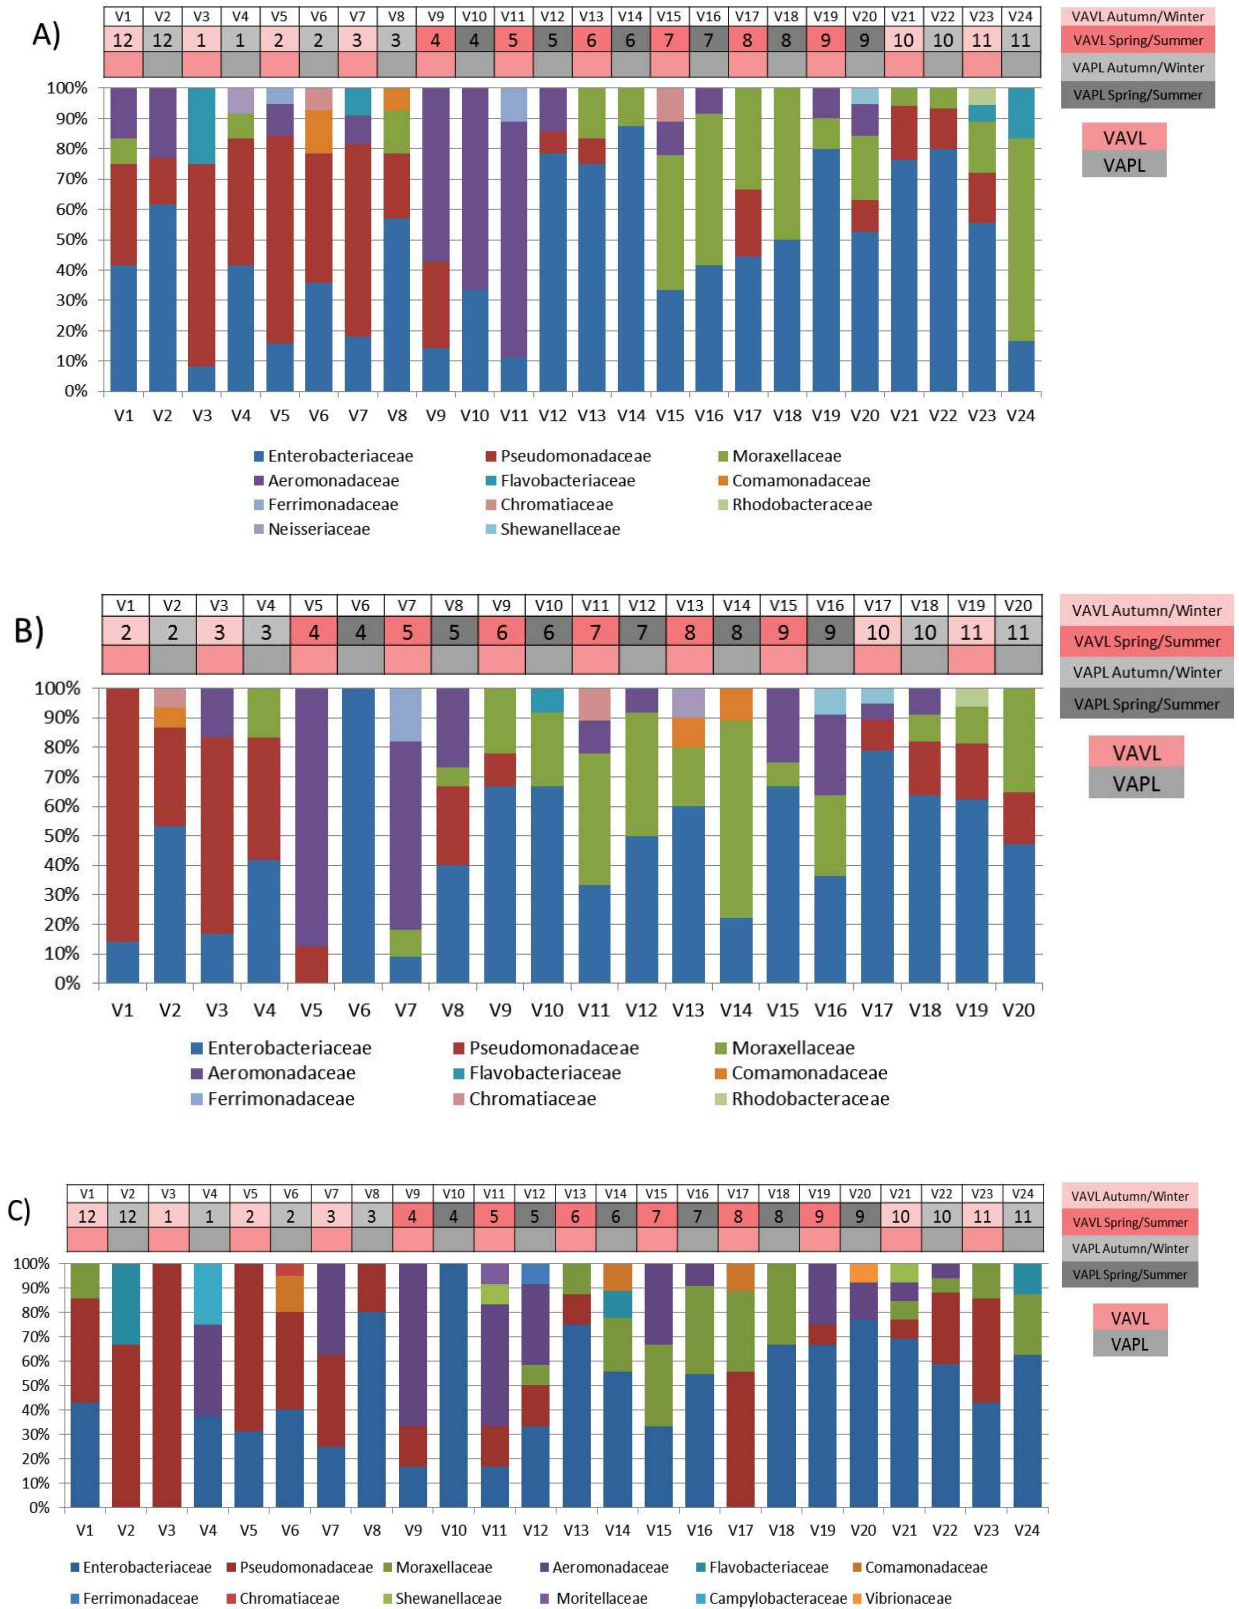 A)
V1 V2 V3 V4 V5 V6 V7 V8 V9 V10 V11 V12 V13 V14 V15 V16 V17 V18 V19 V20 V21 V22 V23 V24
12 12 1 1 2 2 3 3 4 4 5 5 6 6 7 7 8 8 9 9 10 10 11 11
VAVL Autumn/Winter
VAVL Spring/Summer
VAPL Autumn/Winter
VAPL Spring/Summer
VAVL
VAPL
100%
90%
80%
70%
60%
50%
40%
30%
20%
10%
0%
V1 V2 V3 V4 V5 V6 V7 V8 V9 V10 V11 V12 V13 V14 V15 V16 V17 V18 V19 V20 V21 V22 V23 V24
Enterobacteriaceae Pseudomonadaceae Moraxellaceae
Aeromonadaceae Flavobacteriaceae Comamonadaceae
Ferrimonadaceae Chromatiaceae Rhodobacteraceae
Neisseriaceae Shewanellaceae
B)
V1 V2 V3 V4 V5 V6 V7 V8 V9 V10 V11 V12 V13 V14 V15 V16 V17 V18 V19 V20
2 2 3 3 4 4 5 5 6 6 7 7 8 8 9 9 10 10 11 11
VAVL Autumn/Winter
VAVL Spring/Summer
VAPL Autumn/Winter
VAPL Spring/Summer
VAVL
VAPL
100%
90%
80%
70%
60%
50%
40%
30%
20%
10%
0%
V1 V2 V3 V4 V5 V6 V7 V8 V9 V10 V11 V12 V13 V14 V15 V16 V17 V18 V19 V20
Enterobacteriaceae Pseudomonadaceae Moraxellaceae
Aeromonadaceae Flavobacteriaceae Comamonadaceae
Ferrimonadaceae Chromatiaceae Rhodobacteraceae
C)
V1 V2 V3 V4 V5 V6 V7 V8 V9 V10 V11 V12 V13 V14 V15 V16 V17 V18 V19 V20 V21 V22 V23 V24
12 12 1 1 2 2 3 3 4 4 5 5 6 6 7 7 8 8 9 9 10 10 11 11
VAVL Autumn/Winter
VAVL Spring/Summer
VAPL Autumn/Winter
VAPL Spring/Summer
VAVL
VAPL
100%
90%
80%
70%
60%
50%
40%
30%
20%
10%
0%
V1 V2 V3 V4 V5 V6 V7 V8 V9 V10 V11 V12 V13 V14 V15 V16 V17 V18 V19 V20 V21 V22 V23 V24
Enterobacteriaceae Pseudomonadaceae Moraxellaceae Aeromonadaceae Flavobacteriaceae Comamonadaceae
Ferrimonadaceae Chromatiaceae Shewanellaceae Moritellaceae Campylobacteraceae Vibrionaceae